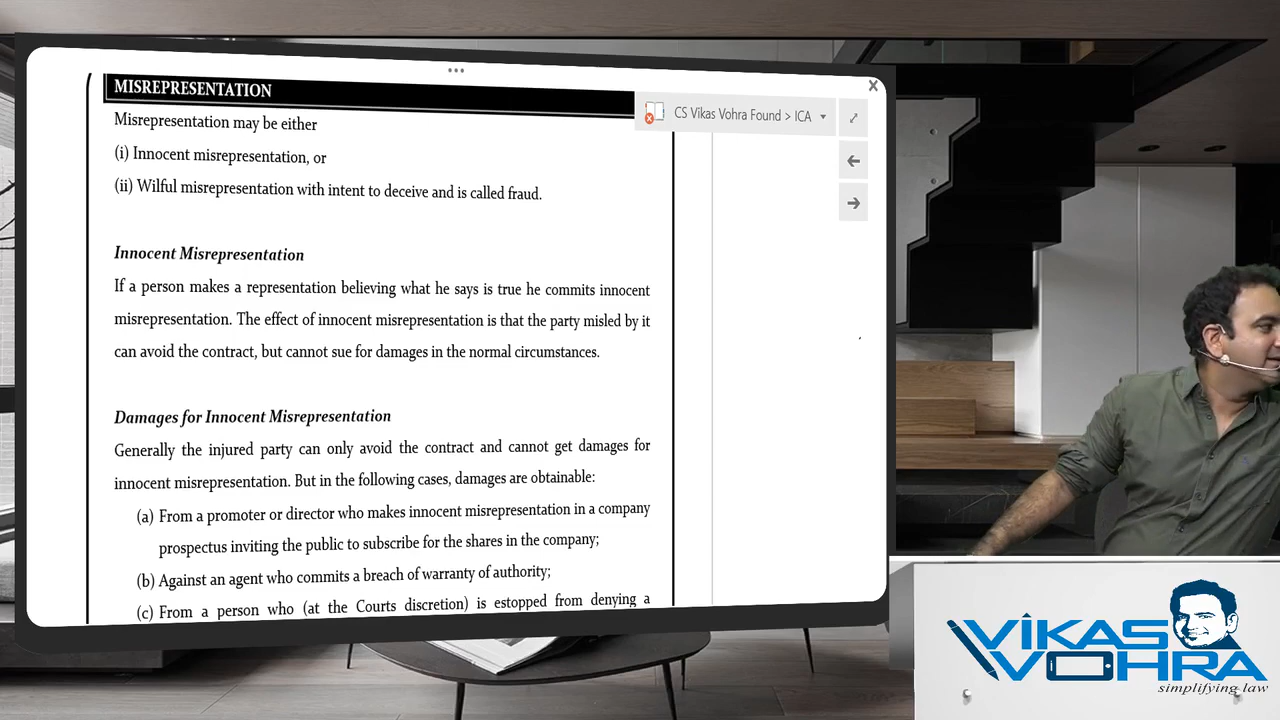 MISREPRESENTATION
CS Vikas Vohra Found > ICA
Misrepresentation may be either
(i) Innocent misrepresentation, or
(ii) Wilful misrepresentation with intent to deceive and is called fraud.
Innocent Misrepresentation
If a person makes a representation believing what he says is true he commits innocent
misrepresentation. The effect of innocent misrepresentation is that the party misled by it
can avoid the contract, but cannot sue for damages in the normal circumstances.
Damages for Innocent Misrepresentation
Generally the injured party can only avoid the contract and cannot get damages for
innocent misrepresentation. But in the following cases, damages are obtainable:
(a) From a promoter or director who makes innocent misrepresentation in a company
prospectus inviting the public to subscribe for the shares in the company;
(b) Against an agent who commits a breach of warranty of authority;
(c) From a person who (at the Courts discretion) is estopped from denying a
VIKAS
VOHRA
simplifying law